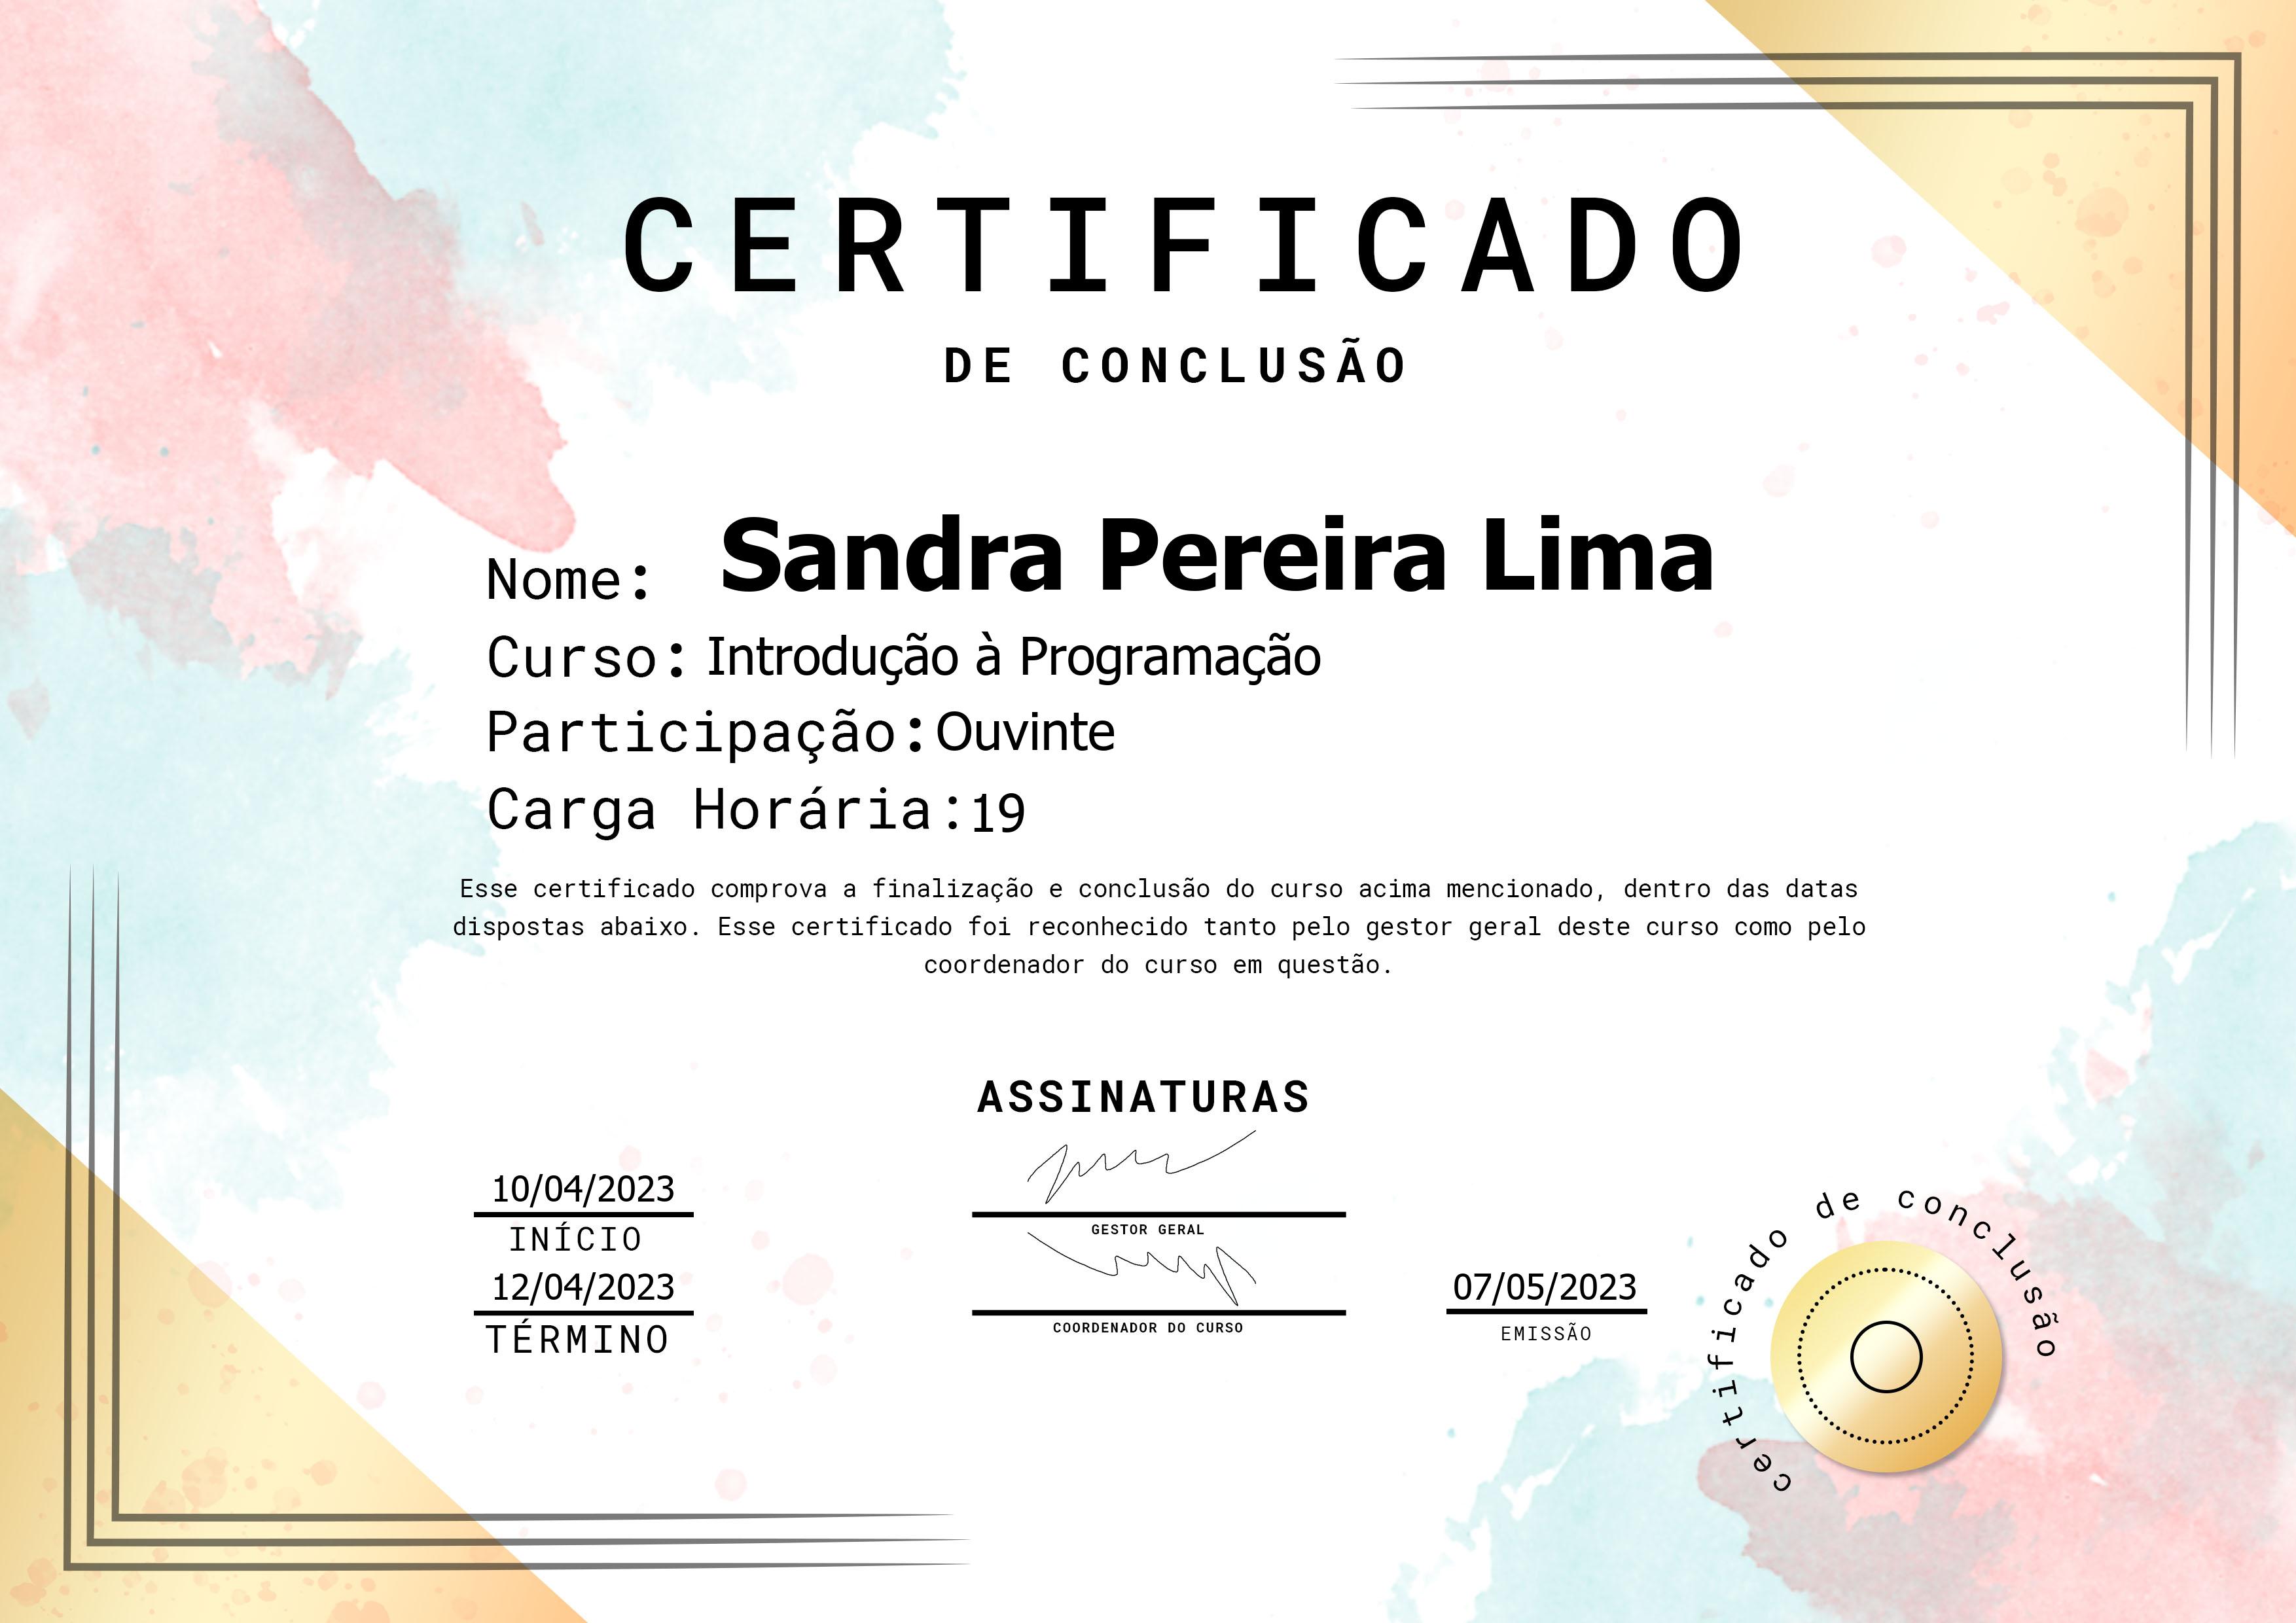 CERTIFICADO
DE CONCLUSÃO
Nome: Sandra Pereira Lima
Curso: Introdução à Programação
Participação: Ouvinte
Carga Horária: 19
Esse certificado comprova a finalização e conclusão do curso acima mencionado, dentro das datas
dispostas abaixo. Esse certificado foi reconhecido tanto pelo gestor geral deste curso como pelo
coordenador do curso em questão.
ASSINATURAS
10/04/2023
INÍCIO
12/04/2023
TÉRMINO
GESTOR GERAL
COORDENADOR DO CURSO
07/05/2023
EMISSÃO
certificado de conclusão